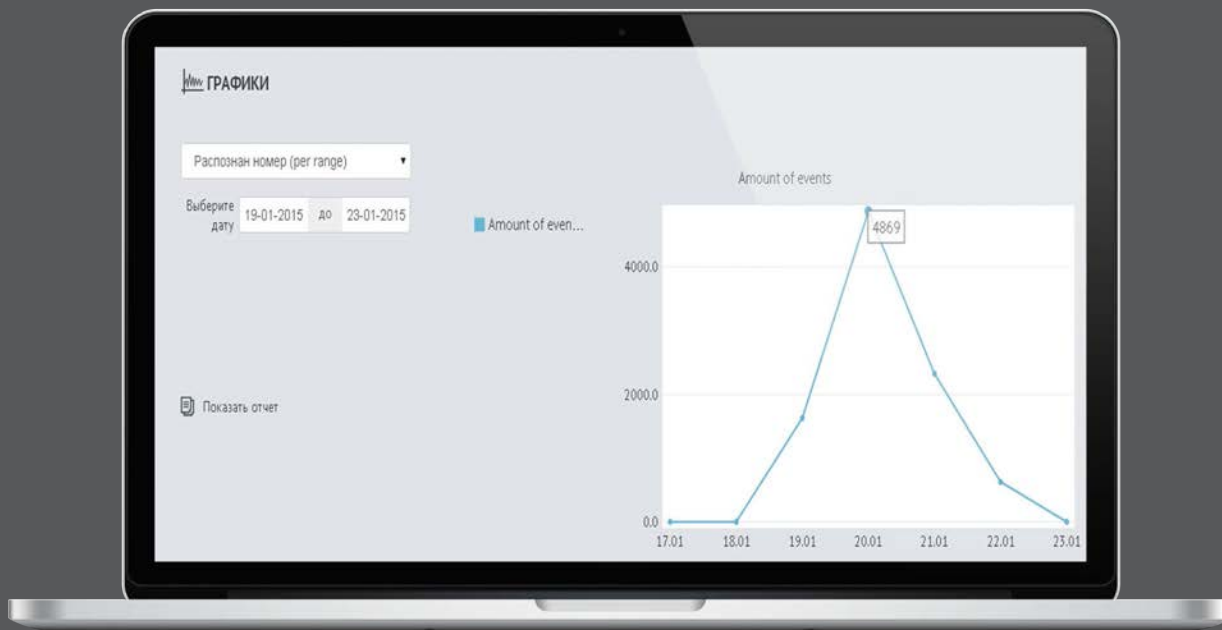 ГРАФИКИ
Распознан номер (per range)
Выберите
дату
19-01-2015 до 23-01-2015
Показать отчет
Amount of even...
Amount of events
4869
4000.0
2000.0
0.0
17.01 18.01 19.01 20.01 21.01 22.01 23.01